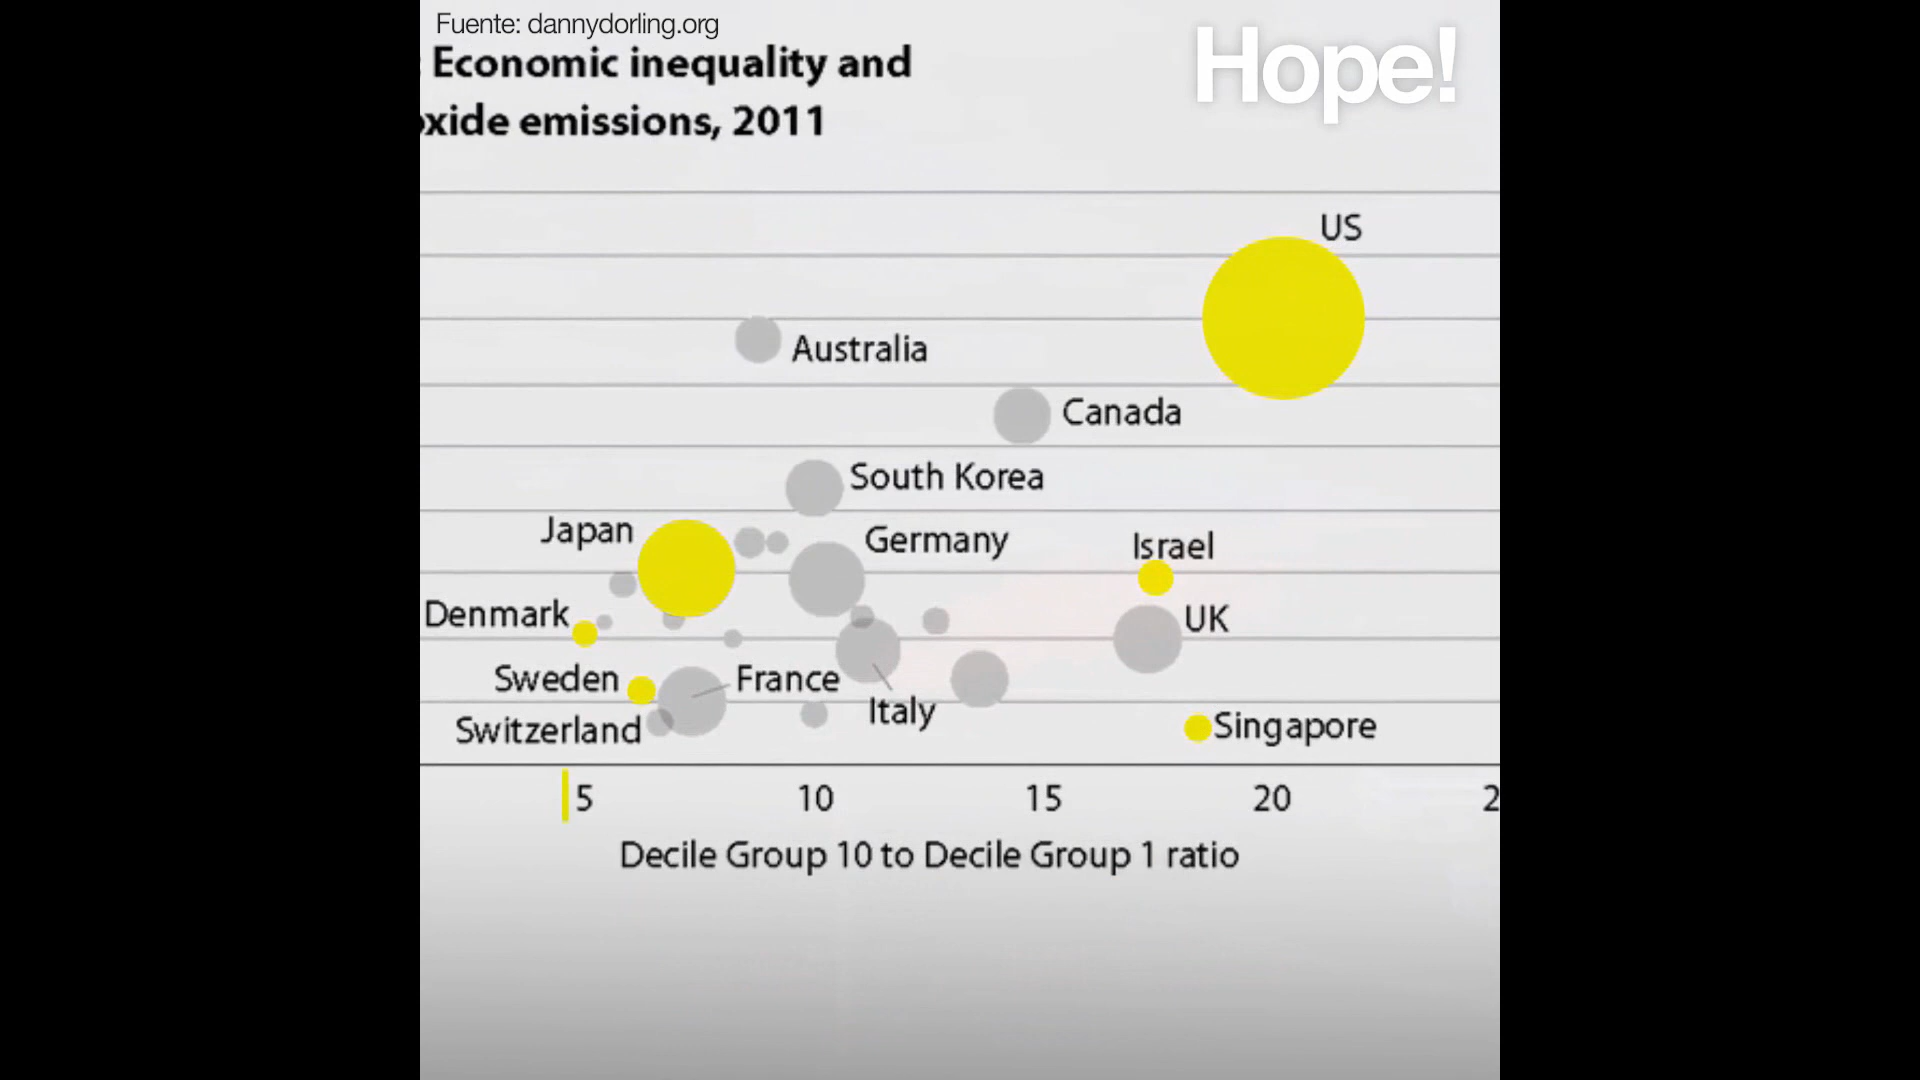 Fuente: dannydorling.org
Hope!
: Economic inequality and
oxide emissions, 2011
US
Australia
Canada
South Korea
Japan
Germany
Israel
Denmark
UK
Sweden
France
Italy
Switzerland
Singapore
5 10 15 20 2
Decile Group 10 to Decile Group 1 ratio